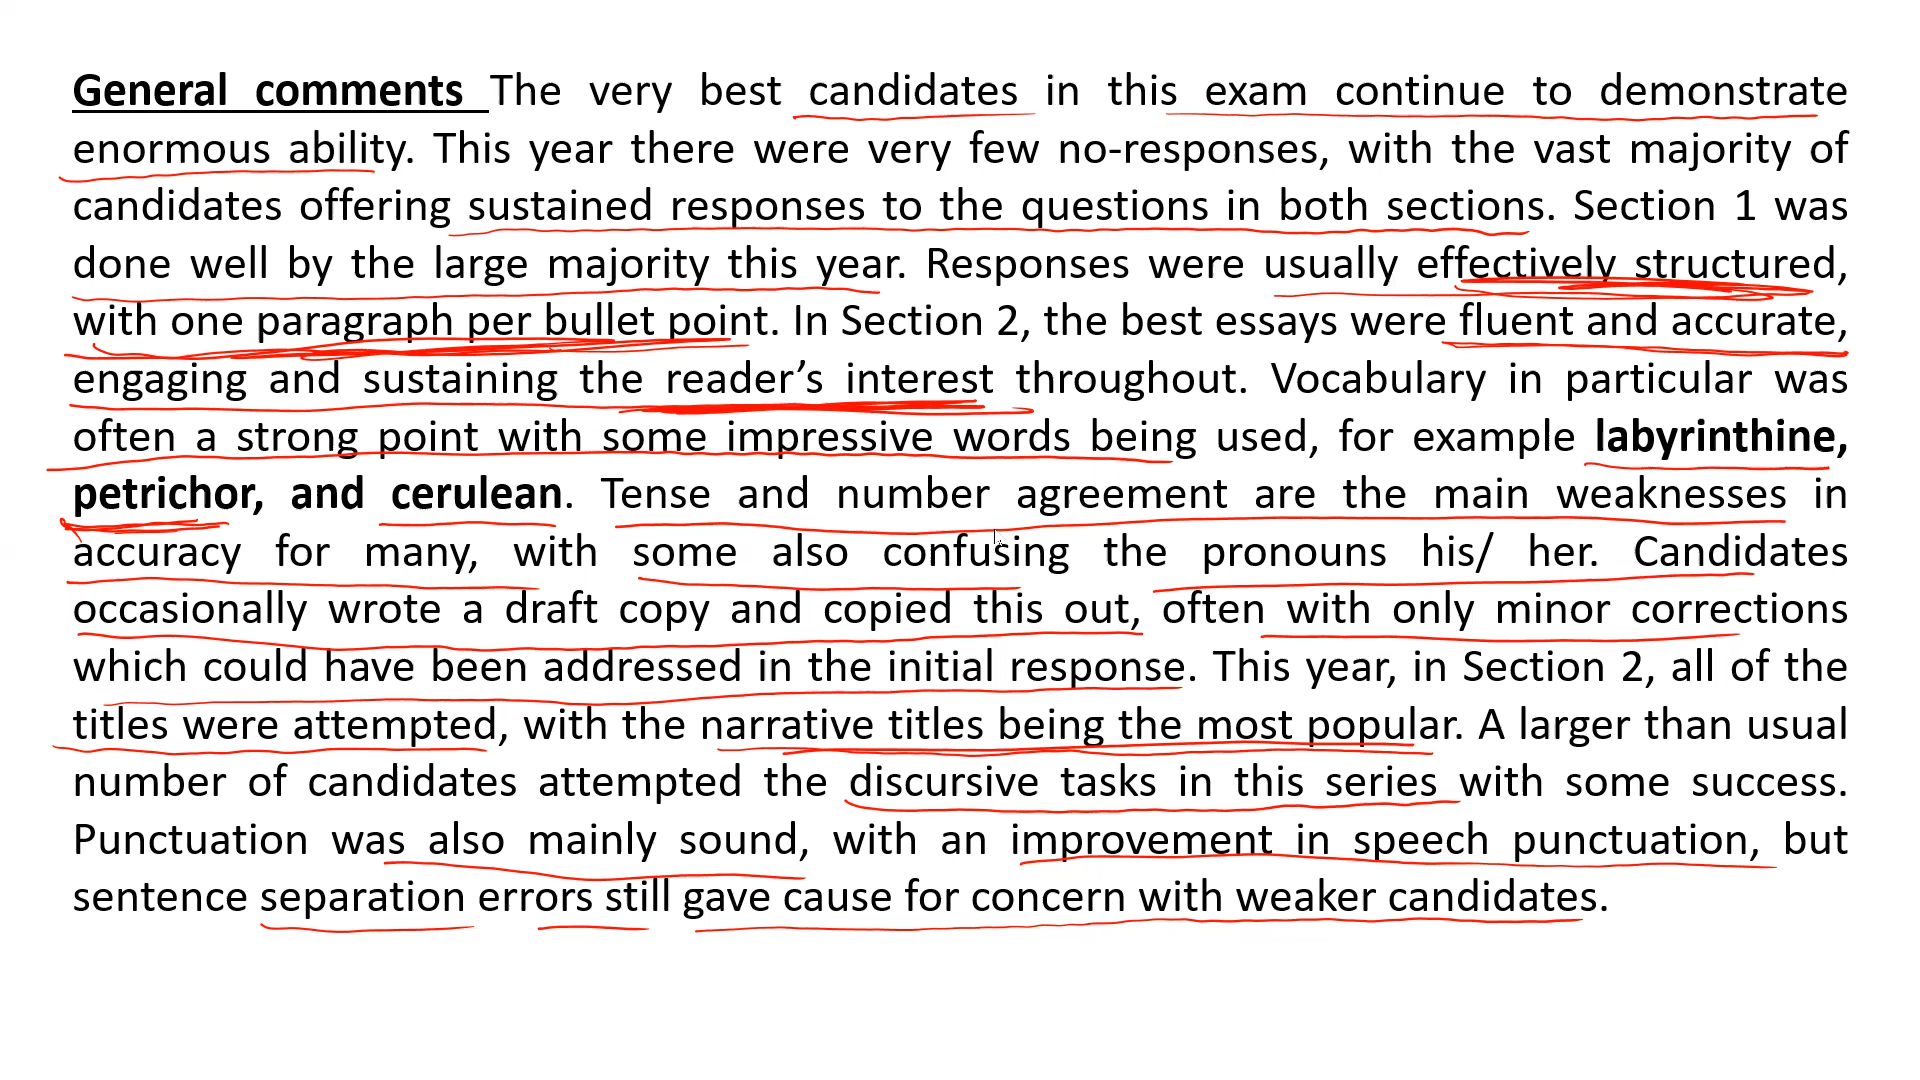 General comments The very best candidates in this exam continue to demonstrate
enormous ability. This year there were very few no-responses, with the vast majority of
candidates offering sustained responses to the questions in both sections. Section 1 was
done well by the large majority this year. Responses were usually effectively structured,
with one paragraph per bullet point. In Section 2, the best essays were fluent and accurate,
engaging and sustaining the reader’s interest throughout. Vocabulary in particular was
often a strong point with some impressive words being used, for example labyrinthine,
petrichor, and cerulean. Tense and number agreement are the main weaknesses in
accuracy for many, with some also confusing the pronouns his/ her. Candidates
occasionally wrote a draft copy and copied this out, often with only minor corrections
which could have been addressed in the initial response. This year, in Section 2, all of the
titles were attempted, with the narrative titles being the most popular. A larger than usual
number of candidates attempted the discursive tasks in this series with some success.
Punctuation was also mainly sound, with an improvement in speech punctuation, but
sentence separation errors still gave cause for concern with weaker candidates.